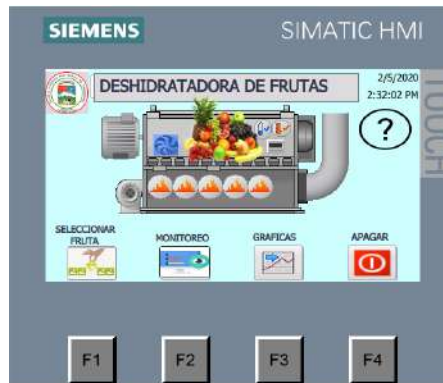 SIEMENS
SIMATIC HMI
TOUCH
DESHIDRATADORA DE FRUTAS
2/5/2020
2:32:02 PM
?
SELECCIONAR
FRUTA
MONITOREO
GRAFICAS
APAGAR
F1
F2
F3
F4